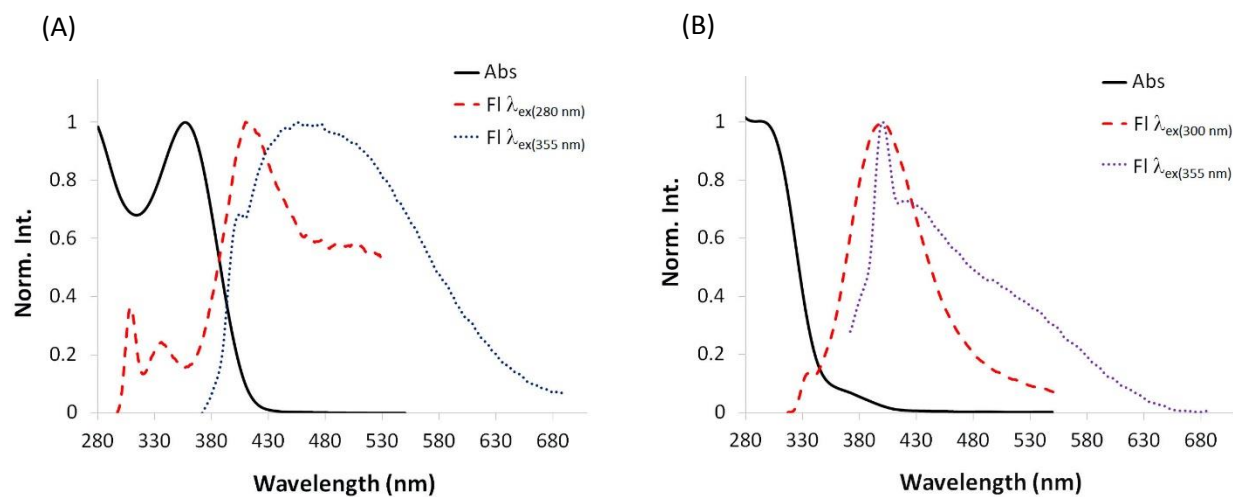 (A)
Abs
Fl λex(280 nm)
Fl λex(355 nm)
1
0.8
0.6
0.4
0.2
0
Norm. Int.
280 330 380 430 480 530 580 630 680
Wavelength (nm)
(B)
Abs
Fl λex(300 nm)
Fl λex(355 nm)
1
0.8
0.6
0.4
0.2
0
Norm. Int.
280 330 380 430 480 530 580 630 680
Wavelength (nm)